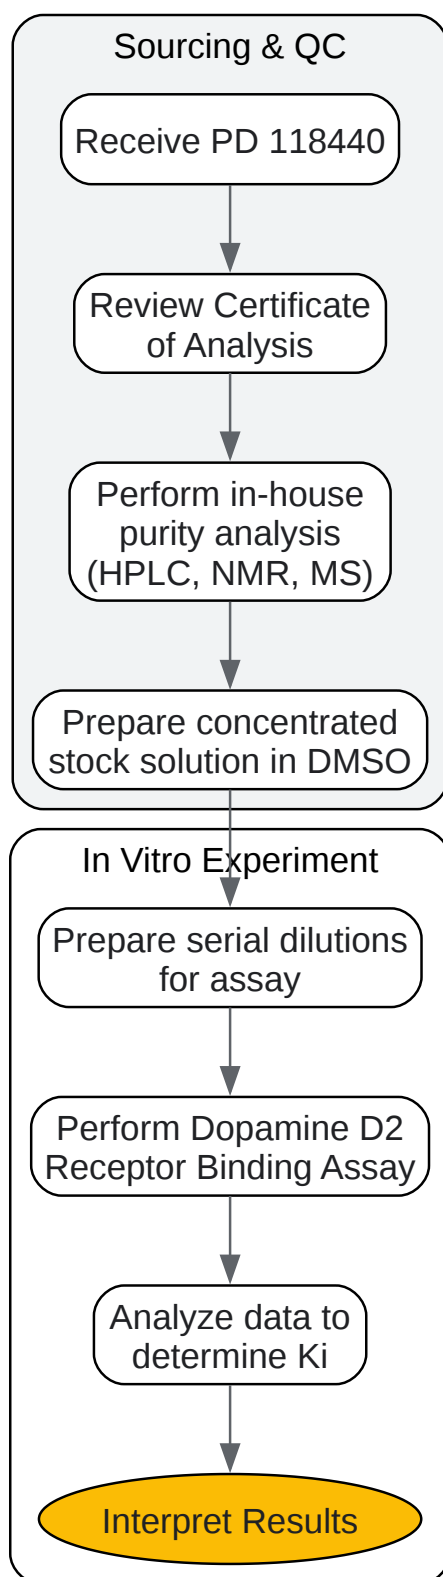 Sourcing & QC
Receive PD 118440
Review Certificate
of Analysis
Perform in-house
purity analysis
(HPLC, NMR, MS)
Prepare concentrated
stock solution in DMSO
In Vitro Experiment
Prepare serial dilutions
for assay
Perform Dopamine D2
Receptor Binding Assay
Analyze data to
determine Ki
Interpret Results